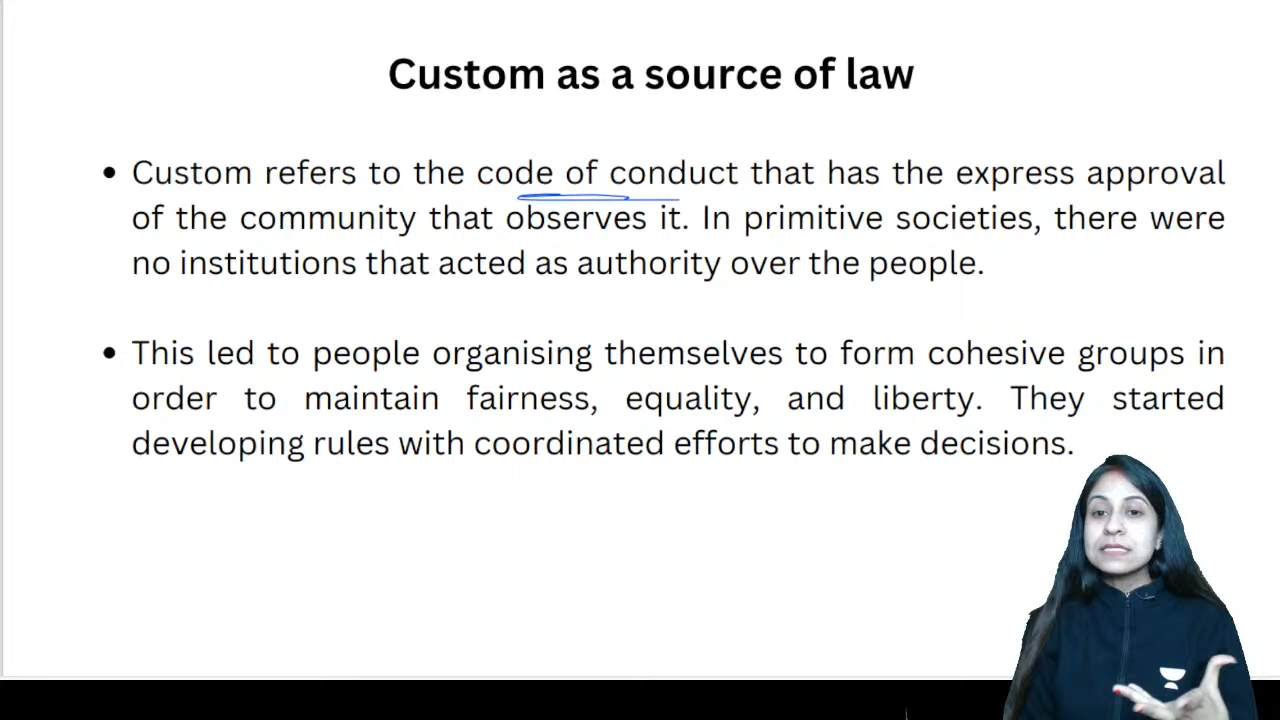 Custom as a source of law
• Custom refers to the code of conduct that has the express approval
of the community that observes it. In primitive societies, there were
no institutions that acted as authority over the people.
• This led to people organising themselves to form cohesive groups in
order to maintain fairness, equality, and liberty. They started
developing rules with coordinated efforts to make decisions.